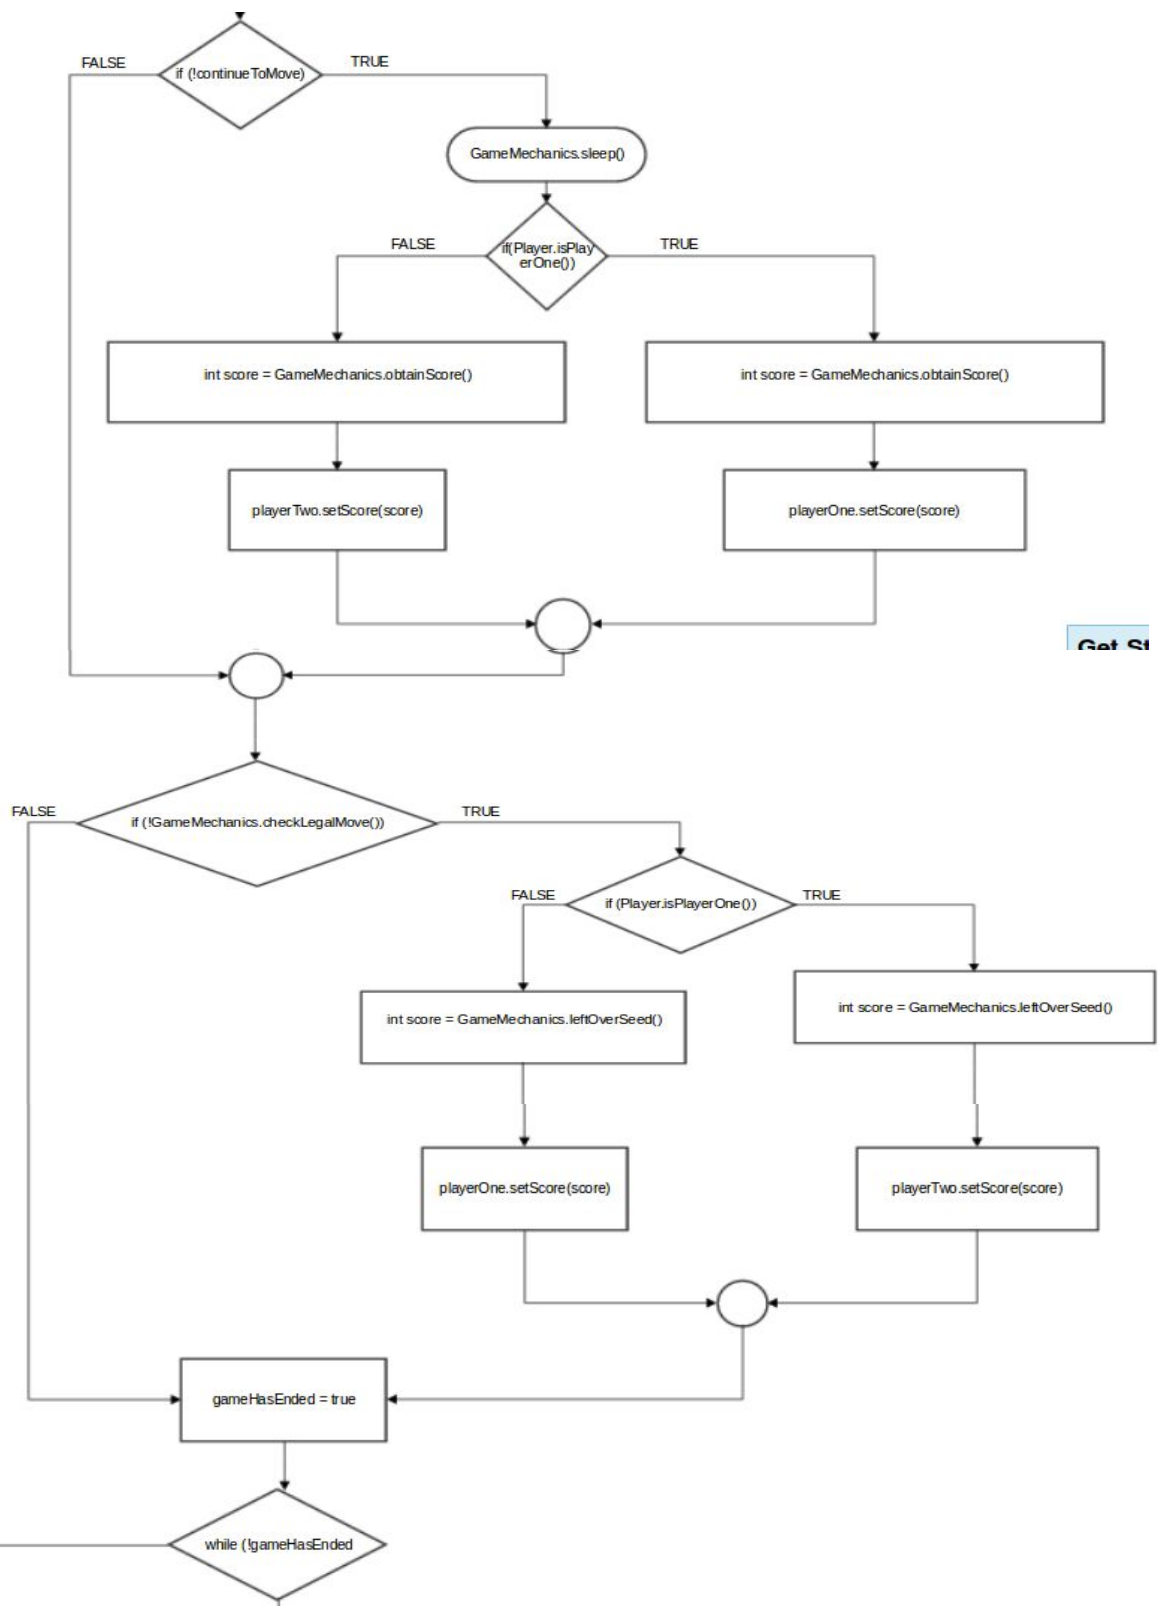 FALSE
TRUE
if (!continueToMove)
GameMechanics.sleep()
FALSE
TRUE
if(Player.isPlay
erOne())
int score = GameMechanics.obtainScore()
int score = GameMechanics.obtainScore()
playerTwo.setScore(score)
playerOne.setScore(score)
Get St
FALSE
TRUE
if (!GameMechanics.checkLegalMove())
FALSE
TRUE
if (Player.isPlayerOne())
int score = GameMechanics.leftOverSeed()
int score = GameMechanics.leftOverSeed()
playerOne.setScore(score)
playerTwo.setScore(score)
gameHasEnded = true
while (!gameHasEnded